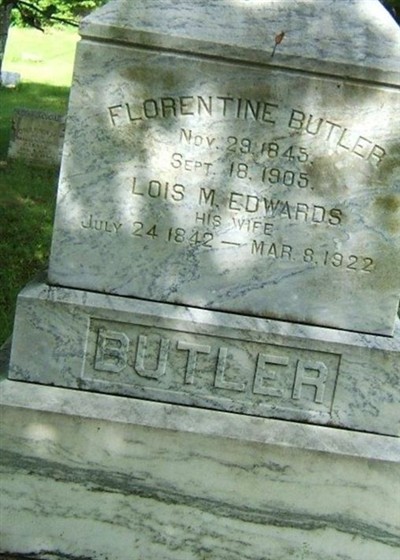 FLORENTINE BUTLER
NOV. 29. 1845.
SEPT. 18. 1905.
LOIS M. EDWARDS
HIS WIFE
JULY 24 1842 — MAR. 8. 1922
BUTLER